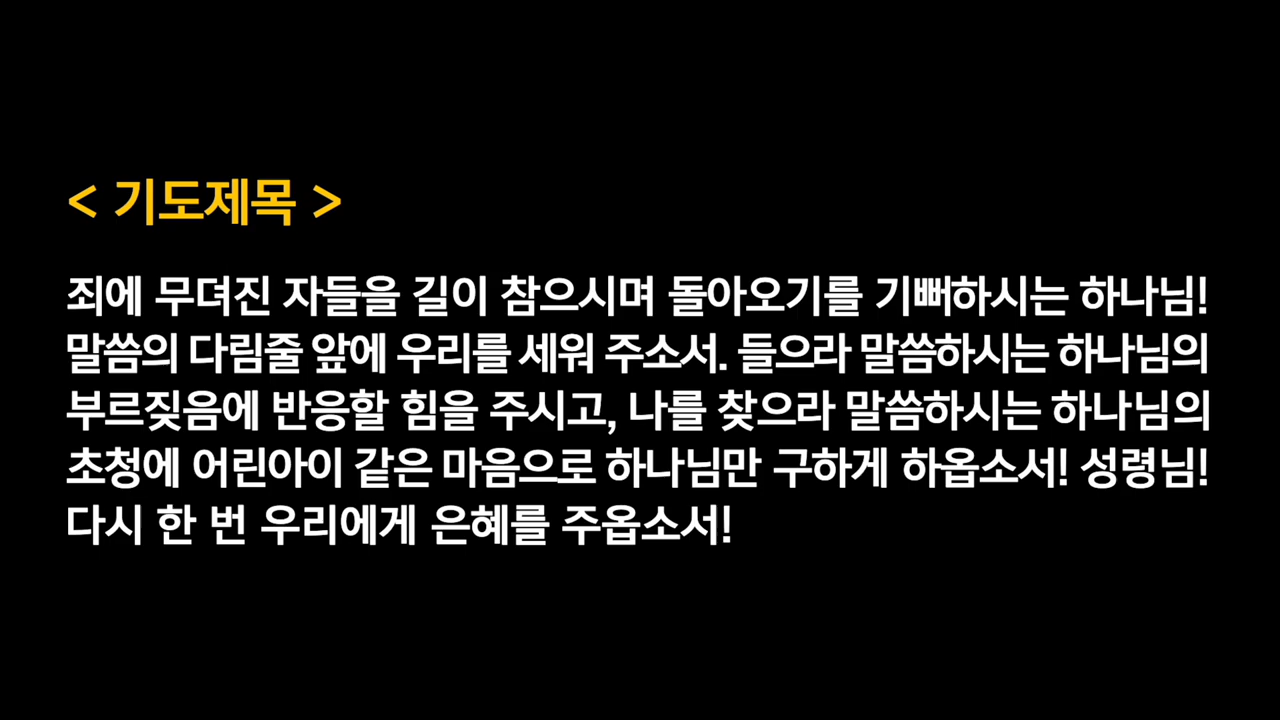 < 기도제목 >
죄에 무뎌진 자들을 길이 참으시며 돌아오기를 기뻐하시는 하나님!
말씀의 다림줄 앞에 우리를 세워 주소서. 들으라 말씀하시는 하나님의
부르짖음에 반응할 힘을 주시고, 나를 찾으라 말씀하시는 하나님의
초청에 어린아이 같은 마음으로 하나님만 구하게 하옵소서! 성령님!
다시 한 번 우리에게 은혜를 주옵소서!